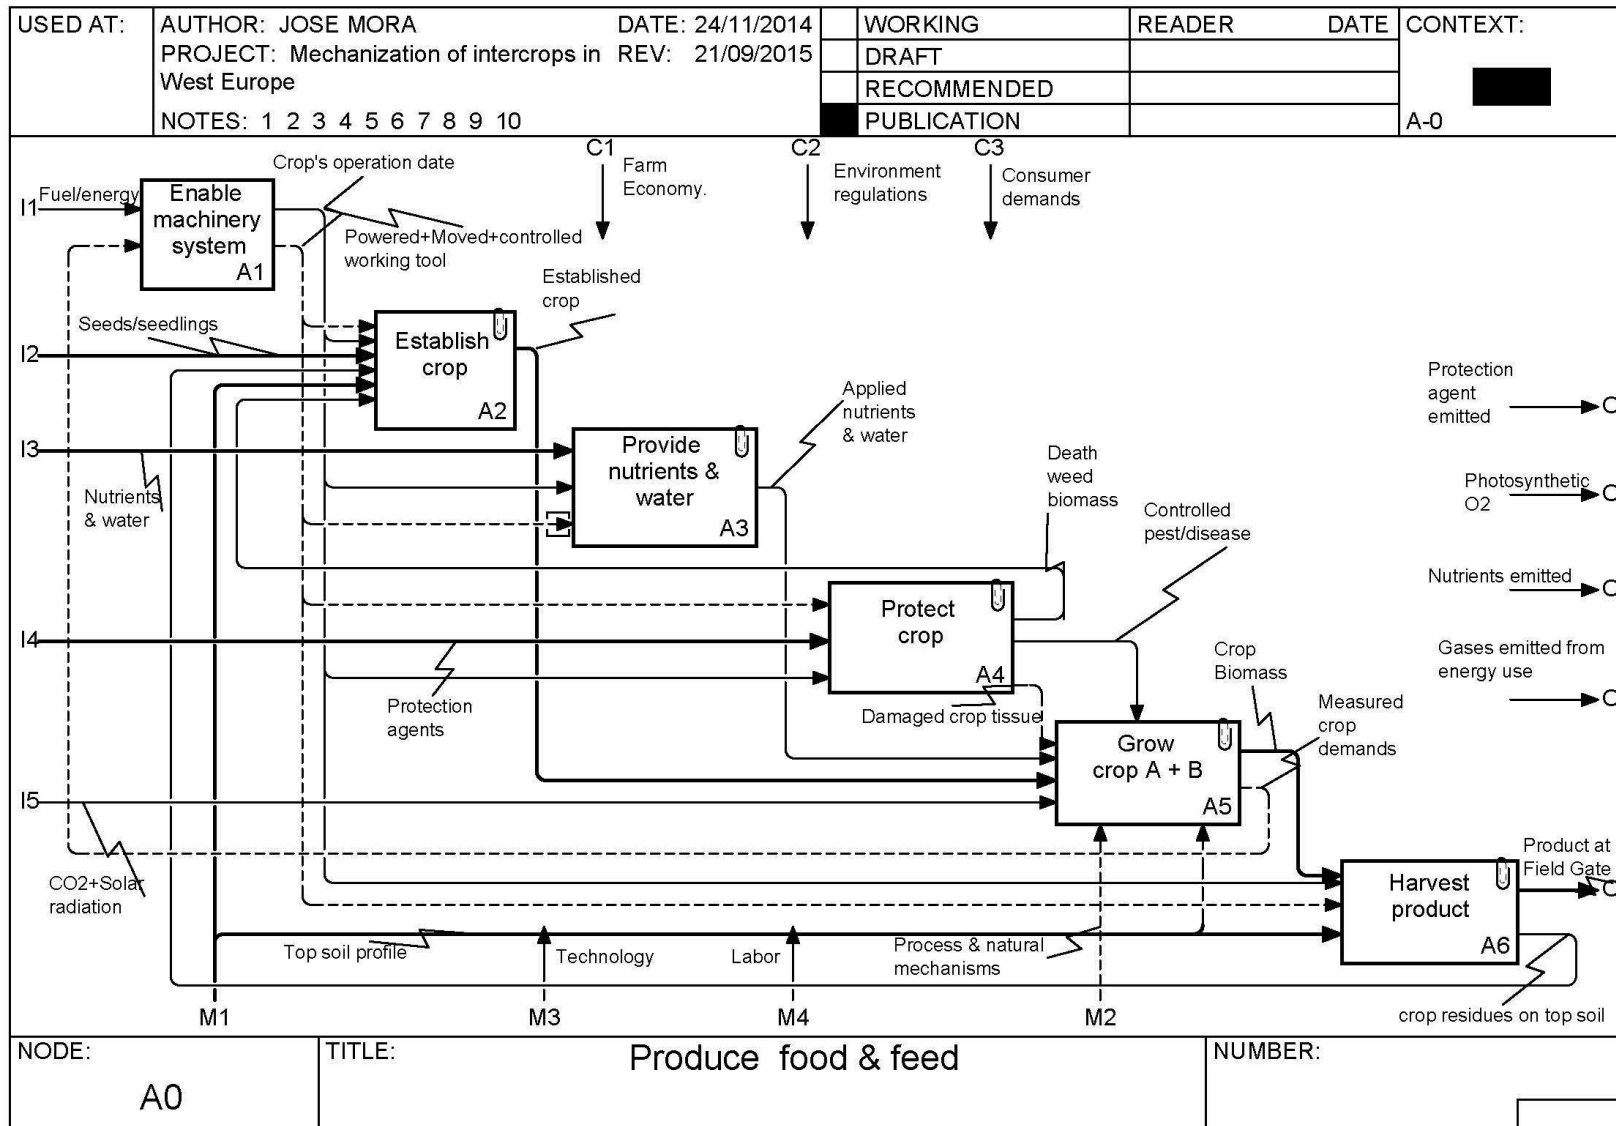 USED AT:
AUTHOR: JOSE MORA
DATE: 24/11/2014
PROJECT: Mechanization of intercrops in
West Europe
REV: 21/09/2015
NOTES: 1 2 3 4 5 6 7 8 9 10
WORKING
DRAFT
RECOMMENDED
PUBLICATION
READER
DATE
CONTEXT:
A-0
C1
Farm
Economy.
C2
Environment
regulations
C3
Consumer
demands
Crop's operation date
I1
Fuel/energy
Enable
machinery
system
A1
Powered+Moved+controlled
working tool
Established
crop
Seeds/seedlings
I2
Establish
crop
A2
Protection
agent
emitted
O
Applied
nutrients
& water
I3
Nutrients
& water
Provide
nutrients &
water
A3
Death
weed
biomass
Controlled
pest/disease
Photosynthetic
O2
O
Nutrients emitted
O
Protect
crop
A4
I4
Protection
agents
Damaged crop tissue
Crop
Biomass
Gases emitted from
energy use
O
Measured
crop
demands
Grow
crop A + B
A5
I5
CO2+Solar
radiation
Product at
Field Gate
O
Harvest
product
A6
Top soil profile
Technology
Labor
Process & natural
mechanisms
crop residues on top soil
M1
M3
M4
M2
NODE:
A0
TITLE:
Produce food & feed
NUMBER: